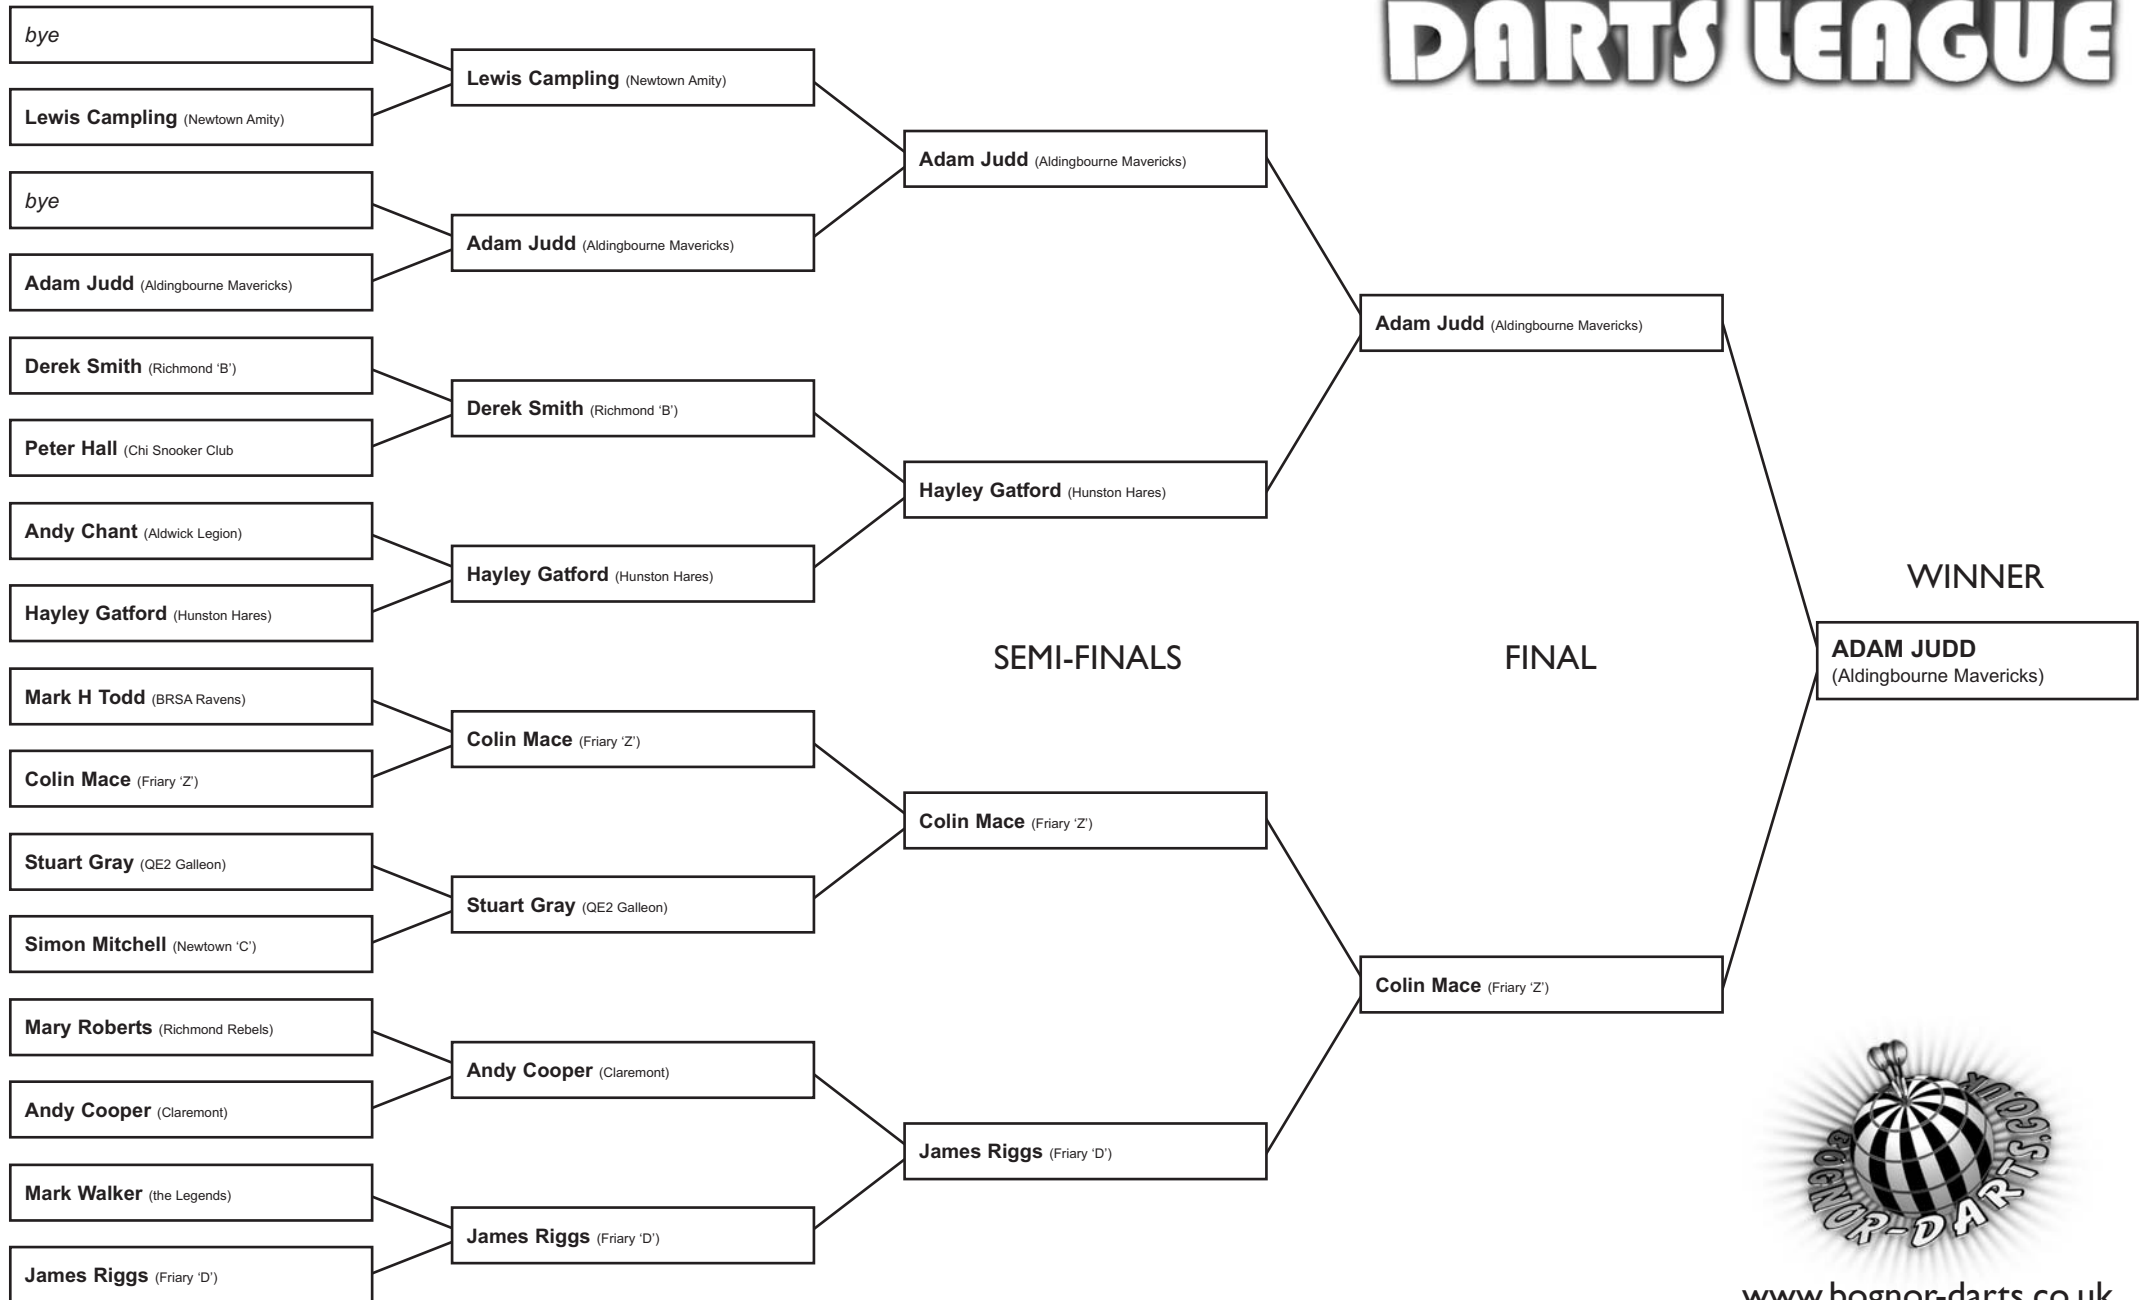 DARTS LEAGUE
bye
Lewis Campling (Newtown Amity)
bye
Adam Judd (Aldingbourne Mavericks)
Derek Smith (Richmond ‘B’)
Peter Hall (Chi Snooker Club
Andy Chant (Aldwick Legion)
Hayley Gatford (Hunston Hares)
Mark H Todd (BRSA Ravens)
Colin Mace (Friary ‘Z’)
Stuart Gray (QE2 Galleon)
Simon Mitchell (Newtown ‘C’)
Mary Roberts (Richmond Rebels)
Andy Cooper (Claremont)
Mark Walker (the Legends)
James Riggs (Friary ‘D’)
Lewis Campling (Newtown Amity)
Adam Judd (Aldingbourne Mavericks)
Derek Smith (Richmond ‘B’)
Hayley Gatford (Hunston Hares)
Colin Mace (Friary ‘Z’)
Stuart Gray (QE2 Galleon)
Andy Cooper (Claremont)
James Riggs (Friary ‘D’)
Adam Judd (Aldingbourne Mavericks)
Hayley Gatford (Hunston Hares)
SEMI-FINALS
Colin Mace (Friary ‘Z’)
James Riggs (Friary ‘D’)
Adam Judd (Aldingbourne Mavericks)
FINAL
Colin Mace (Friary ‘Z’)
WINNER
ADAM JUDD
(Aldingbourne Mavericks)
BOGNOR-DARTS.CO.UK
www.bognor-darts.co.uk